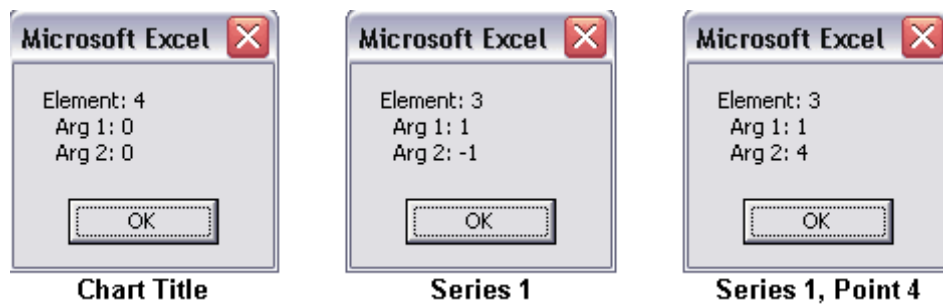 Microsoft Excel
Element: 4
Arg 1: 0
Arg 2: 0
OK
Chart Title
Microsoft Excel
Element: 3
Arg 1: 1
Arg 2: -1
OK
Series 1
Microsoft Excel
Element: 3
Arg 1: 1
Arg 2: 4
OK
Series 1, Point 4